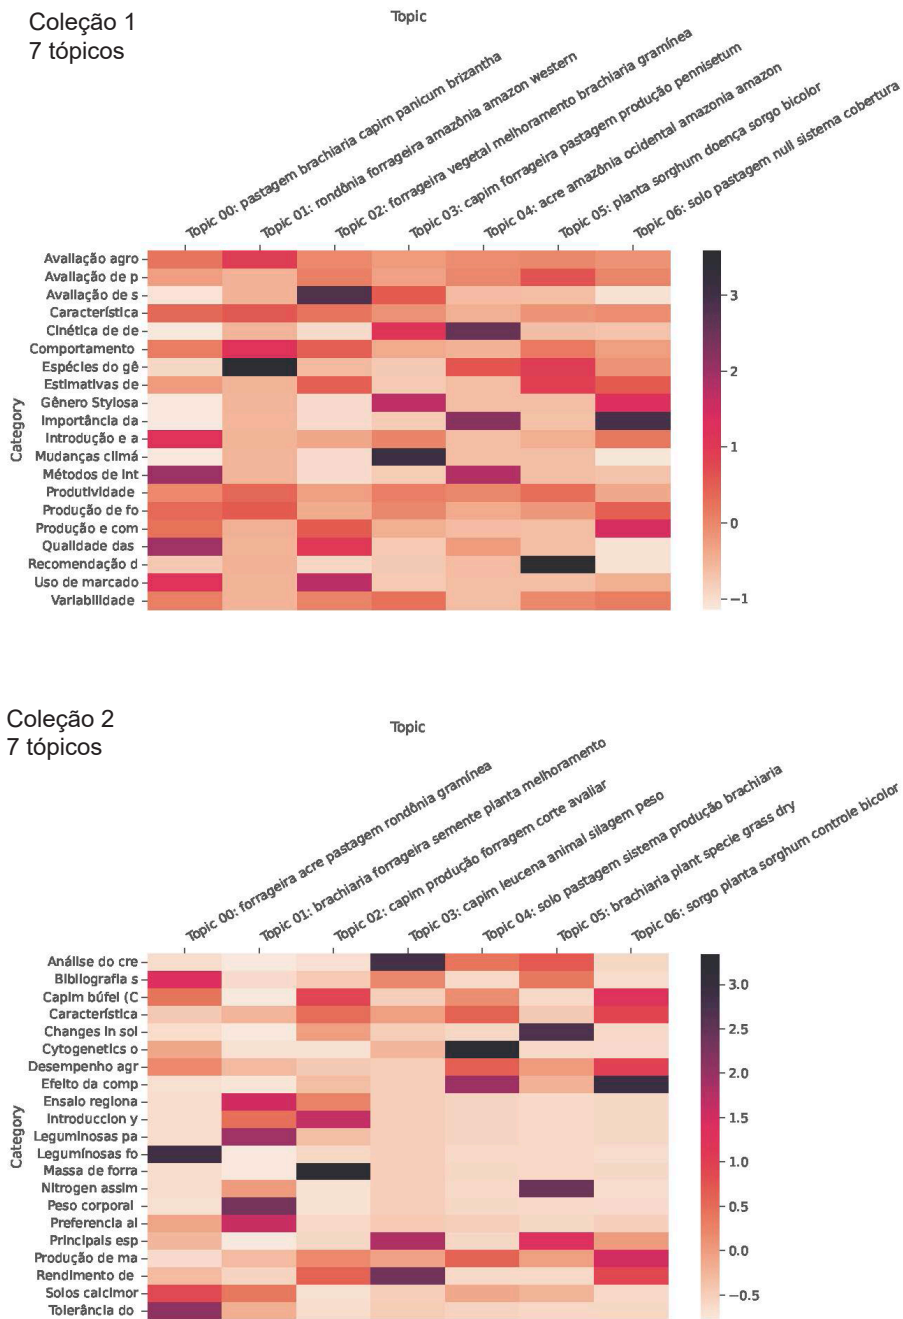 Coleção 1
7 tópicos
Topic
Topic 00: pastagem brachiaria capim panicum brizantha
Topic 01: rondônia forrageira amazônia amazon western
Topic 02: forrageira vegetal melhoramento brachiaria gramínea
Topic 03: capim forrageira pastagem produção pennisetum
Topic 04: acre amazônia ocidental amazonia amazon
Topic 05: planta sorghum doença sorgo bicolor
Topic 06: solo pastagem null sistema cobertura
Category
Avaliação agro
Avaliação de p
Avaliação de s
Característica
Cinética de de
Comportamento
Espécies do gê
Estimativas de
Gênero Stylosa
Importância da
Introdução e a
Mudanças climá
Métodos de int
Produtividade
Produção de fo
Produção e com
Qualidade das
Recomendação d
Uso de marcado
Variabilidade
3
2
1
0
−1
Coleção 2
7 tópicos
Topic
Topic 00: forrageira acre pastagem rondônia gramínea
Topic 01: brachiaria forrageira semente planta melhoramento
Topic 02: capim produção forragem corte avaliar
Topic 03: capim leucena animal silagem peso
Topic 04: solo pastagem sistema produção brachiaria
Topic 05: brachiaria plant specie grass dry
Topic 06: sorgo planta sorghum controle bicolor
Category
Análise do cre
Bibliografia s
Capim búfel (C
Característica
Changes in sol
Cytogenetics o
Desempenho agr
Efeito da comp
Ensaio regiona
Introduccion y
Leguminosas pa
Legumínosas fo
Massa de forra
Nitrogen assim
Peso corporal
Preferencia al
Principais esp
Produção de ma
Rendimento de
Solos calcimor
Tolerância do
3.0
2.5
2.0
1.5
1.0
0.5
0.0
−0.5